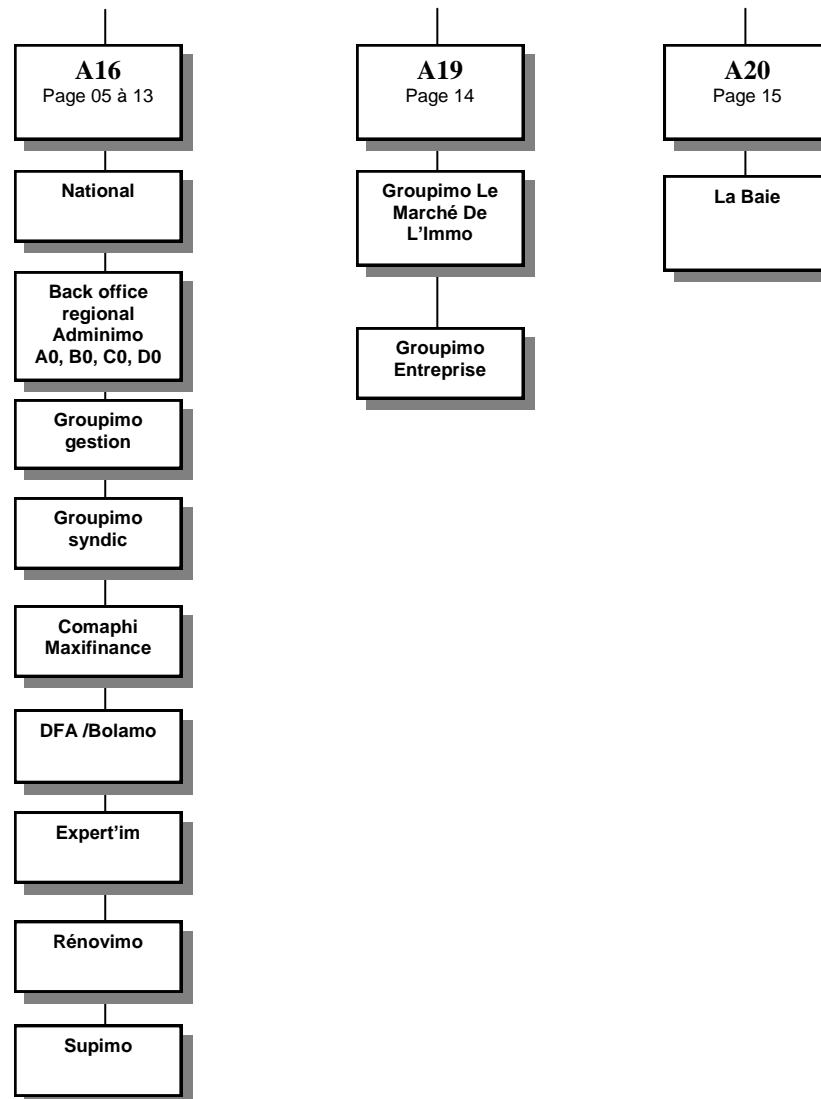 A16
Page 05 à 13
National
Back office
regional
Adminimo
A0, B0, C0, D0
Groupimo
gestion
Groupimo
syndic
Comaphi
Maxifinance
DFA /Bolamo
Expert'im
Rénovimo
Supimo
A19
Page 14
Groupimo Le
Marché De
L'Immo
Groupimo
Entreprise
A20
Page 15
La Baie